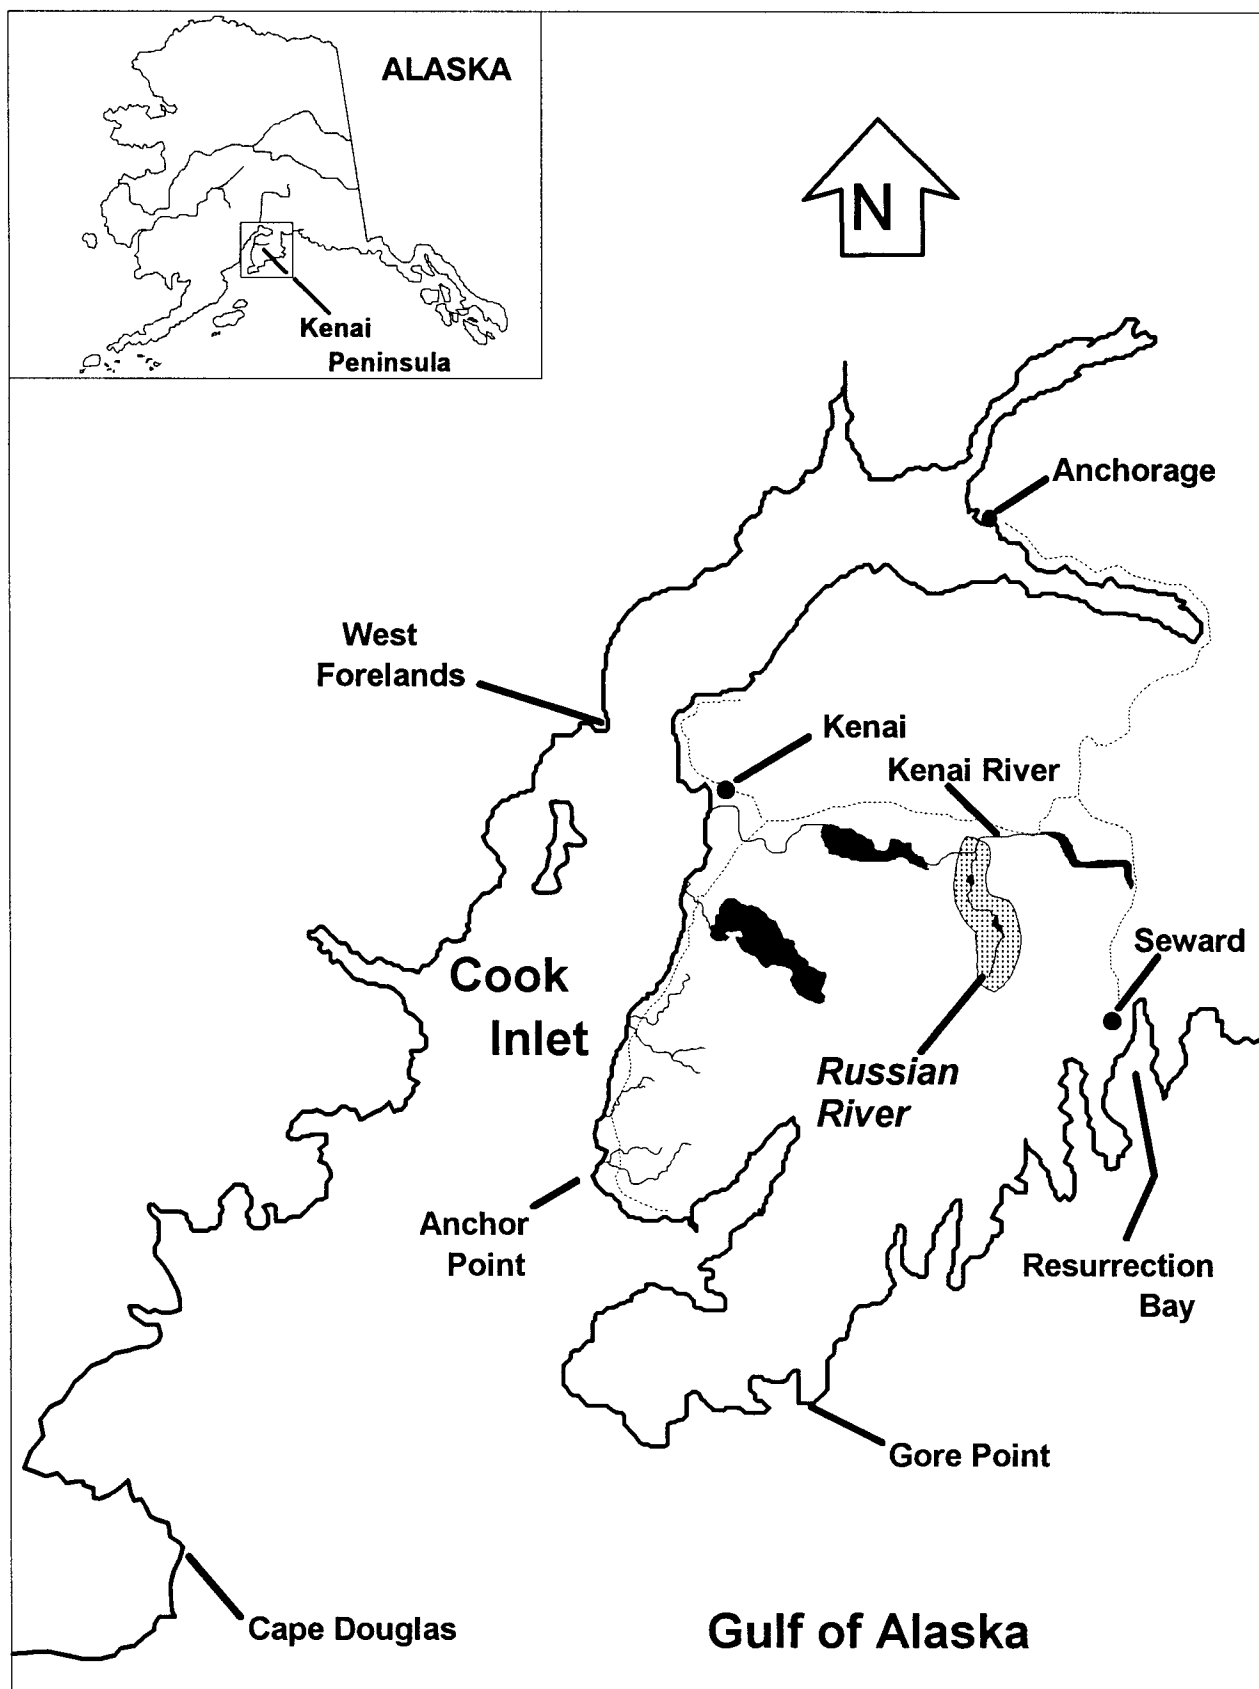 ALASKA
Kenai
Peninsula
N
Anchorage
West
Forelands
Kenai
Kenai River
Seward
Cook
Inlet
Russian
River
Anchor
Point
Resurrection
Bay
Gore Point
Cape Douglas
Gulf of Alaska